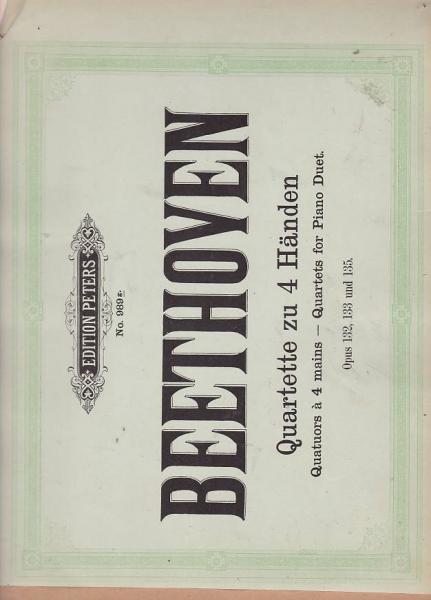 EDITION PETERS
No. 989g.
BEETHOVEN
Quartette zu 4 Händen
Quatuors à 4 mains — Quartets for Piano Duet.
Opus 132, 133 und 135.